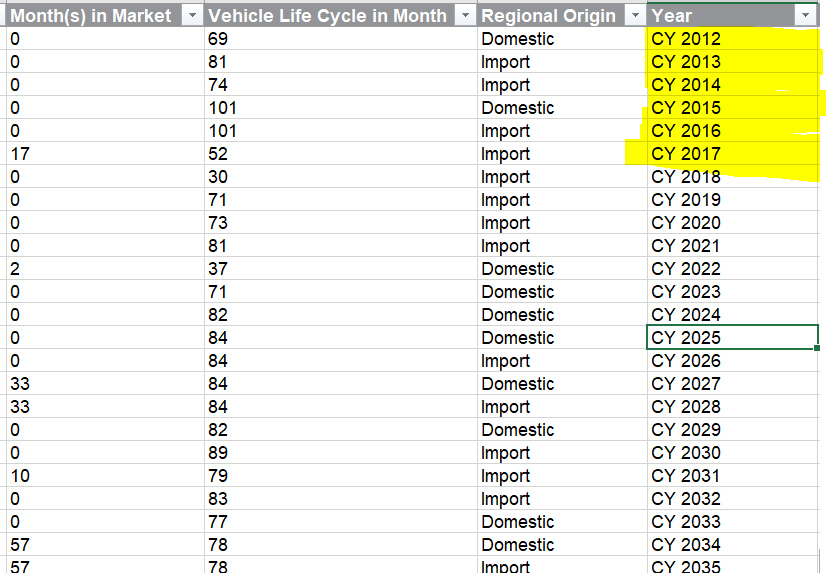 Month(s) in Market Vehicle Life Cycle in Month Regional Origin Year
0 69 Domestic CY 2012
0 81 Import CY 2013
0 74 Import CY 2014
0 101 Domestic CY 2015
0 101 Import CY 2016
17 52 Import CY 2017
0 30 Import CY 2018
0 71 Import CY 2019
0 73 Import CY 2020
0 81 Import CY 2021
2 37 Domestic CY 2022
0 71 Domestic CY 2023
0 82 Domestic CY 2024
0 84 Domestic CY 2025
0 84 Import CY 2026
33 84 Domestic CY 2027
33 84 Import CY 2028
0 82 Domestic CY 2029
0 89 Import CY 2030
10 79 Import CY 2031
0 83 Import CY 2032
0 77 Domestic CY 2033
57 78 Domestic CY 2034
57 78 Import CY 2035